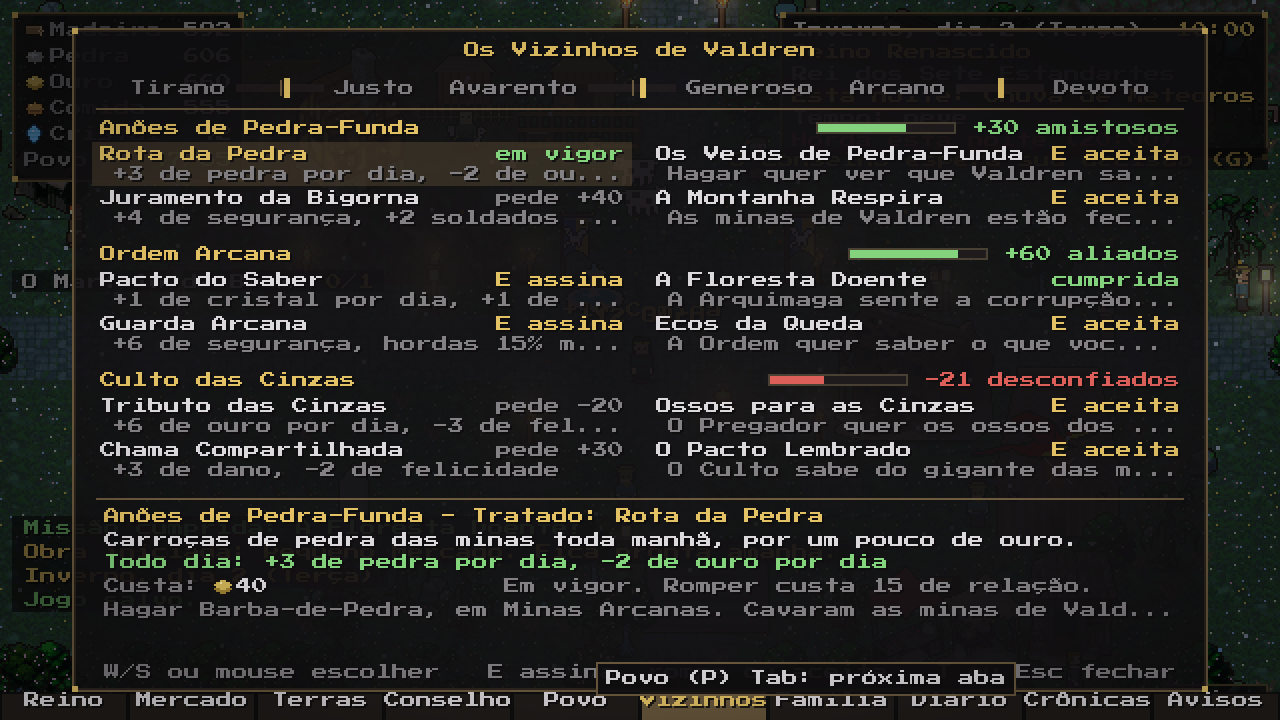 Os Vizinhos de Valdren
Tirano Justo Avarento Generoso Arcano Devoto
Anões de Pedra-Funda +30 amistosos
Rota da Pedra em vigor
+3 de pedra por dia, -2 de ou...
Os Veios de Pedra-Funda E aceita
Hagar quer ver que Valdren sa...
Juramento da Bigorna pede +40
+4 de segurança, +2 soldados ...
A Montanha Respira E aceita
As minas de Valdren estão fec...
Ordem Arcana +60 aliados
Pacto do Saber E assina
+1 de cristal por dia, +1 de ...
A Floresta Doente cumprida
A Arquimaga sente a corrupção...
Guarda Arcana E assina
+6 de segurança, hordas 15% m...
Ecos da Queda E aceita
A Ordem quer saber o que voc...
Culto das Cinzas -21 desconfiados
Tributo das Cinzas pede -20
+6 de ouro por dia, -3 de fel...
Ossos para as Cinzas E aceita
O Pregador quer os ossos dos ...
Chama Compartilhada pede +30
+3 de dano, -2 de felicidade
O Pacto Lembrado E aceita
O Culto sabe do gigante das m...
Anões de Pedra-Funda - Tratado: Rota da Pedra
Carroças de pedra das minas toda manhã, por um pouco de ouro.
Todo dia: +3 de pedra por dia, -2 de ouro por dia
Custa: 40 Em vigor. Romper custa 15 de relação.
Hagar Barba-de-Pedra, em Minas Arcanas. Cavaram as minas de Vald...
W/S ou mouse escolher E assin
Esc fechar
Povo (P) Tab: próxima aba
Reino Mercado Terras Conselho Povo Vizinhos Família Diário Crônicas Avisos